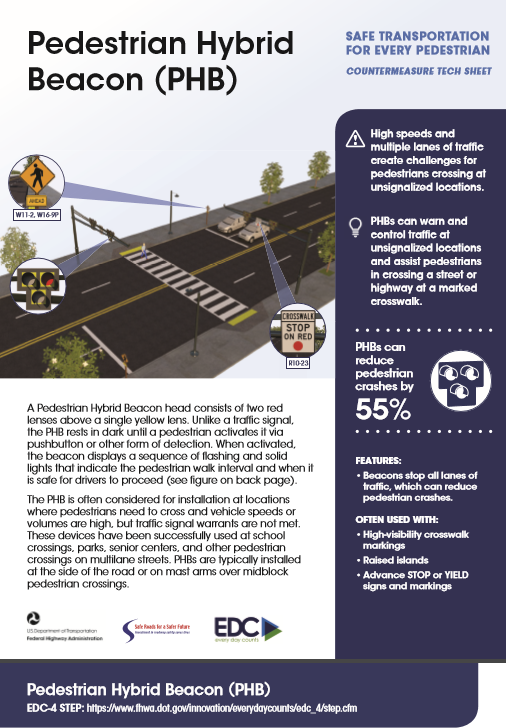 Pedestrian Hybrid
Beacon (PHB)
SAFE TRANSPORTATION
FOR EVERY PEDESTRIAN
COUNTERMEASURE TECH SHEET
AHEAD
W11-2, W16-9P
CROSSWALK
STOP
ON RED
R10-23
High speeds and
multiple lanes of traffic
create challenges for
pedestrians crossing at
unsignalized locations.
PHBs can warn and
control traffic at
unsignalized locations
and assist pedestrians
in crossing a street or
highway at a marked
crosswalk.
PHBs can
reduce
pedestrian
crashes by
55%
FEATURES:
• Beacons stop all lanes of
traffic, which can reduce
pedestrian crashes.
OFTEN USED WITH:
• High-visibility crosswalk
markings
• Raised islands
• Advance STOP or YIELD
signs and markings
A Pedestrian Hybrid Beacon head consists of two red
lenses above a single yellow lens. Unlike a traffic signal,
the PHB rests in dark until a pedestrian activates it via
pushbutton or other form of detection. When activated,
the beacon displays a sequence of flashing and solid
lights that indicate the pedestrian walk interval and when it
is safe for drivers to proceed (see figure on back page).
The PHB is often considered for installation at locations
where pedestrians need to cross and vehicle speeds or
volumes are high, but traffic signal warrants are not met.
These devices have been successfully used at school
crossings, parks, senior centers, and other pedestrian
crossings on multilane streets. PHBs are typically installed
at the side of the road or on mast arms over midblock
pedestrian crossings.
U.S. Department of Transportation
Federal Highway Administration
Safe Roads for a Safer Future
Investment in roadway safety saves lives
EDC
every day counts
Pedestrian Hybrid Beacon (PHB)
EDC-4 STEP: https://www.fhwa.dot.gov/innovation/everydaycounts/edc_4/step.cfm